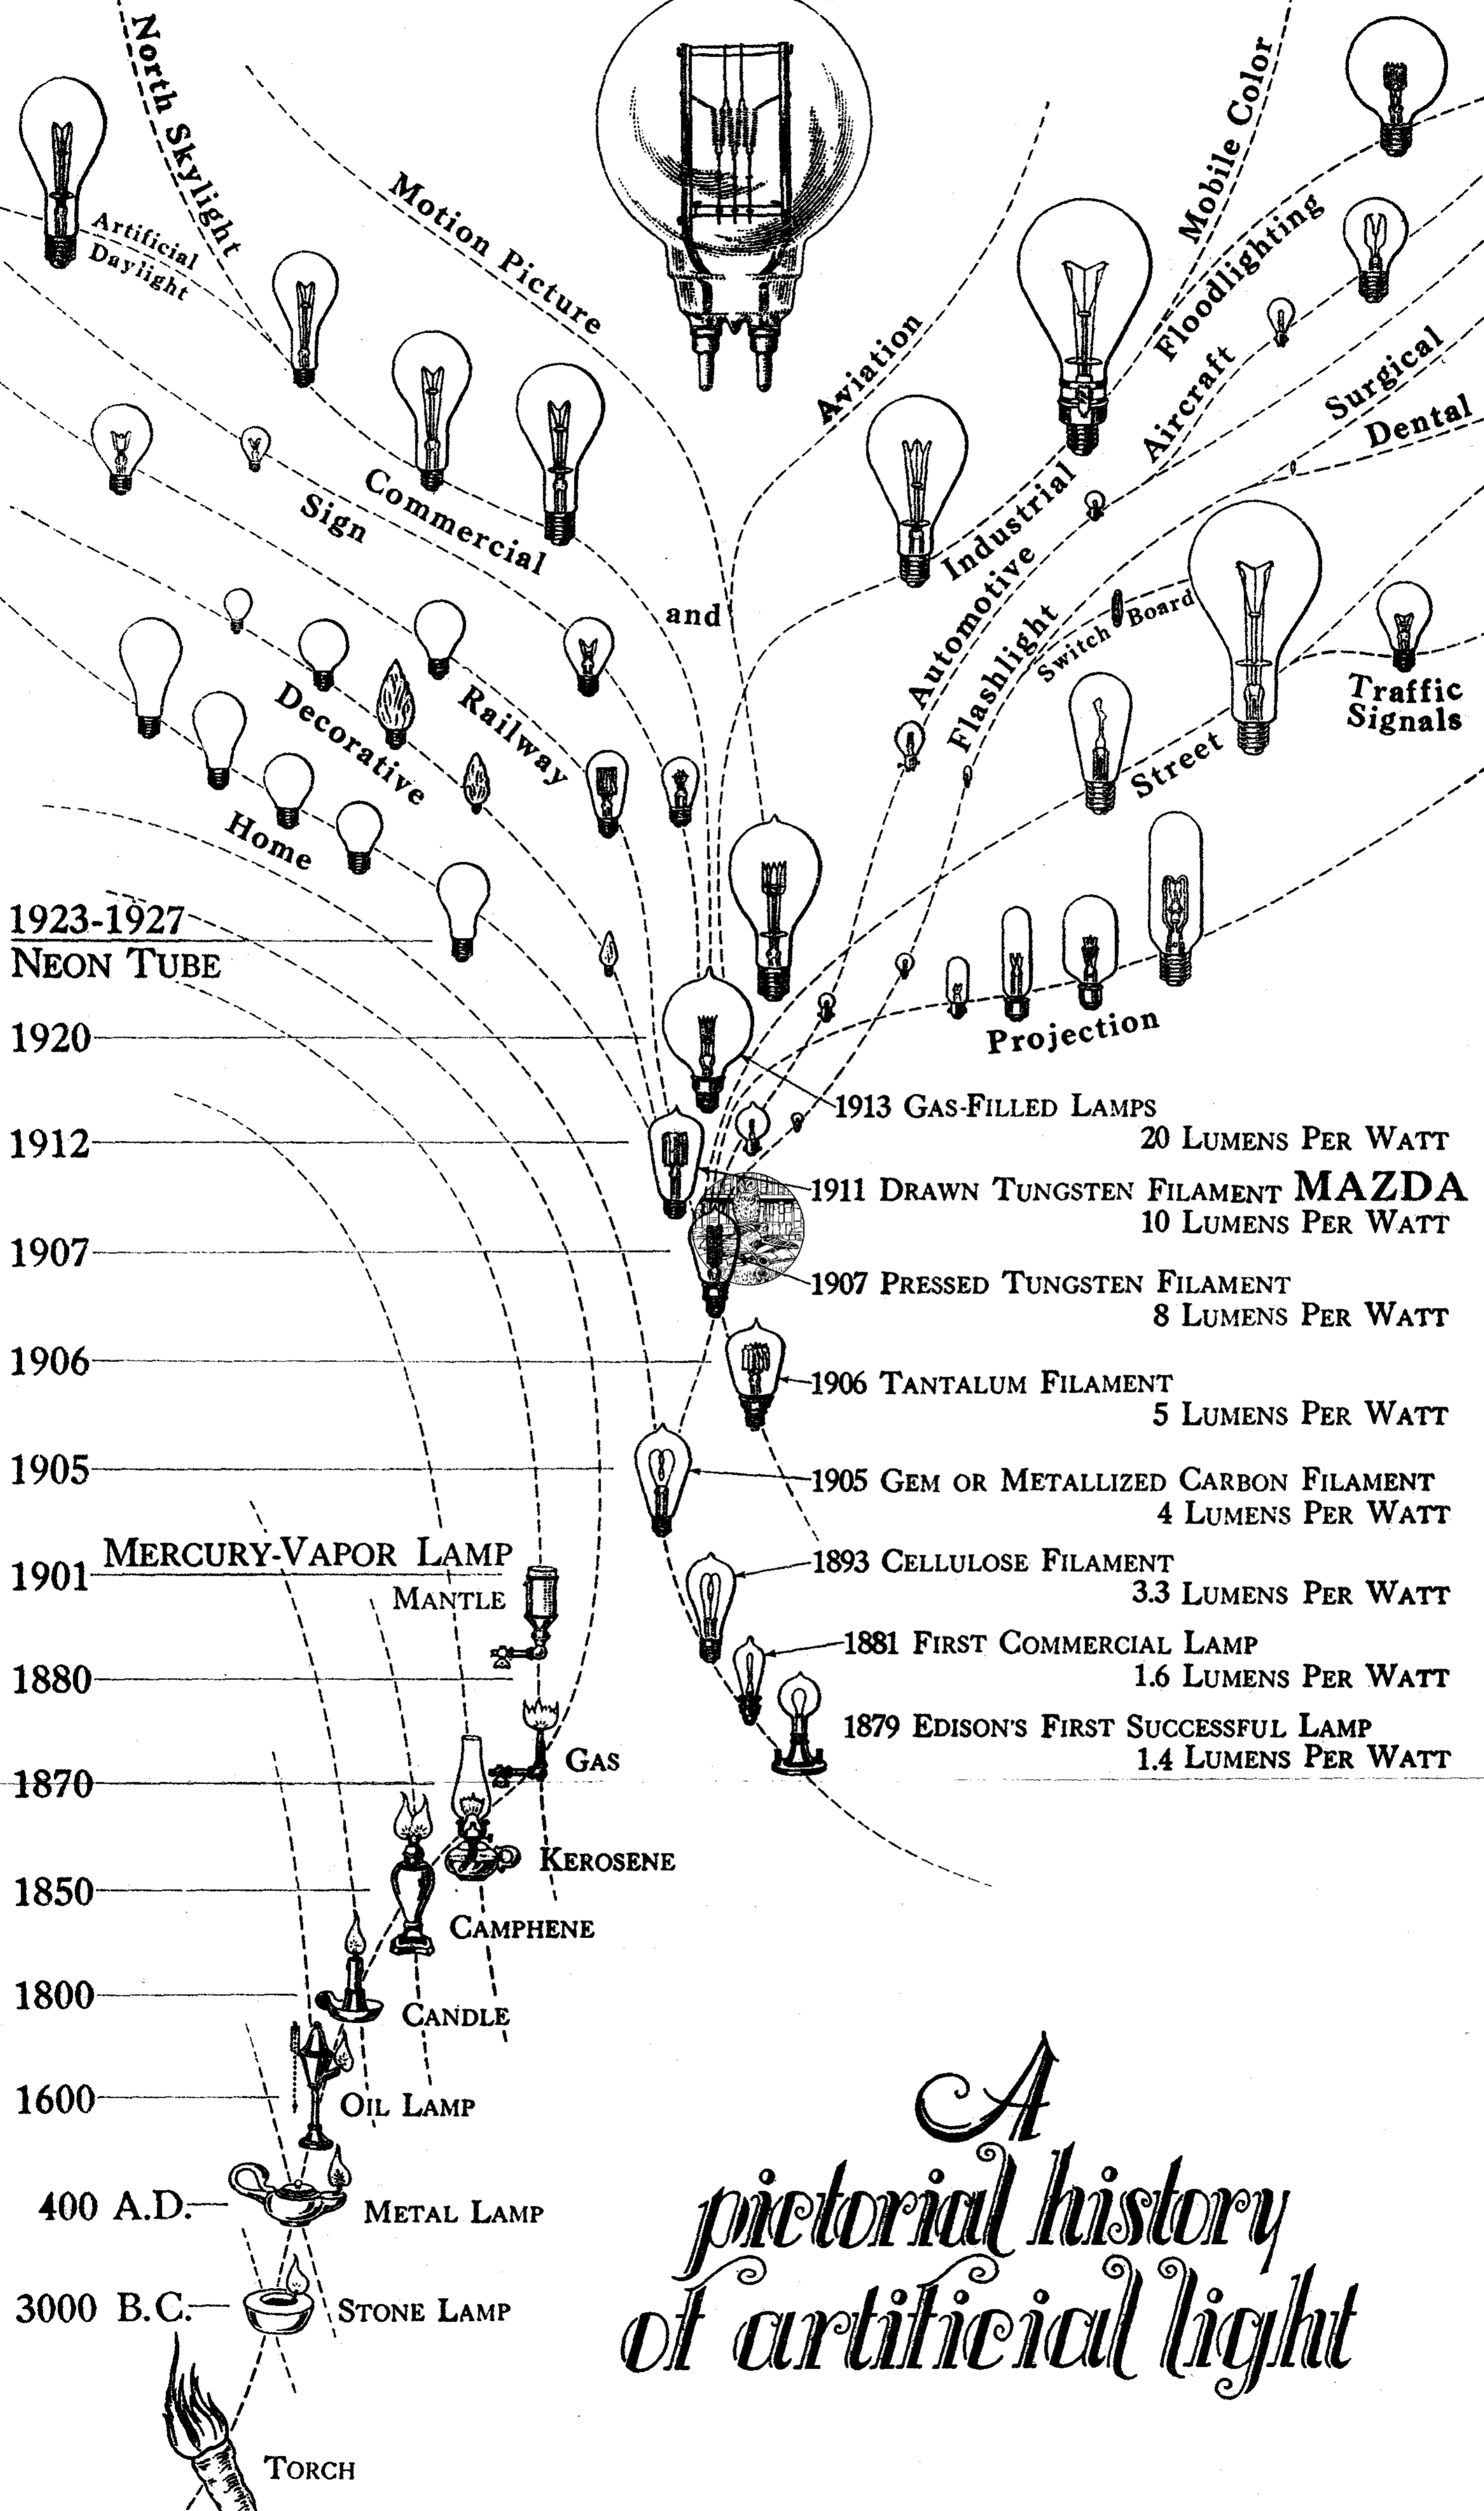 North Skylight
Artificial
Daylight
Motion Picture
and
Aviation
Mobile Color
Floodlighting
Aircraft
Surgical
Dental
Commercial
Sign
Industrial
Automotive
Flashlight
Switch Board
Traffic
Signals
Street
Railway
Decorative
Home
Projection
1923-1927
NEON TUBE
1920
1913 GAS-FILLED LAMPS
20 LUMENS PER WATT
1912
1911 DRAWN TUNGSTEN FILAMENT MAZDA
10 LUMENS PER WATT
1907
1907 PRESSED TUNGSTEN FILAMENT
8 LUMENS PER WATT
1906
1906 TANTALUM FILAMENT
5 LUMENS PER WATT
1905
1905 GEM OR METALLIZED CARBON FILAMENT
4 LUMENS PER WATT
MERCURY-VAPOR LAMP
1901
MANTLE
1893 CELLULOSE FILAMENT
3.3 LUMENS PER WATT
1880
1881 FIRST COMMERCIAL LAMP
1.6 LUMENS PER WATT
1879 EDISON'S FIRST SUCCESSFUL LAMP
1.4 LUMENS PER WATT
GAS
1870
KEROSENE
1850
CAMPHENE
1800
CANDLE
1600
OIL LAMP
400 A.D.
METAL LAMP
3000 B.C.
STONE LAMP
TORCH
A
pictorial history
of artificial light